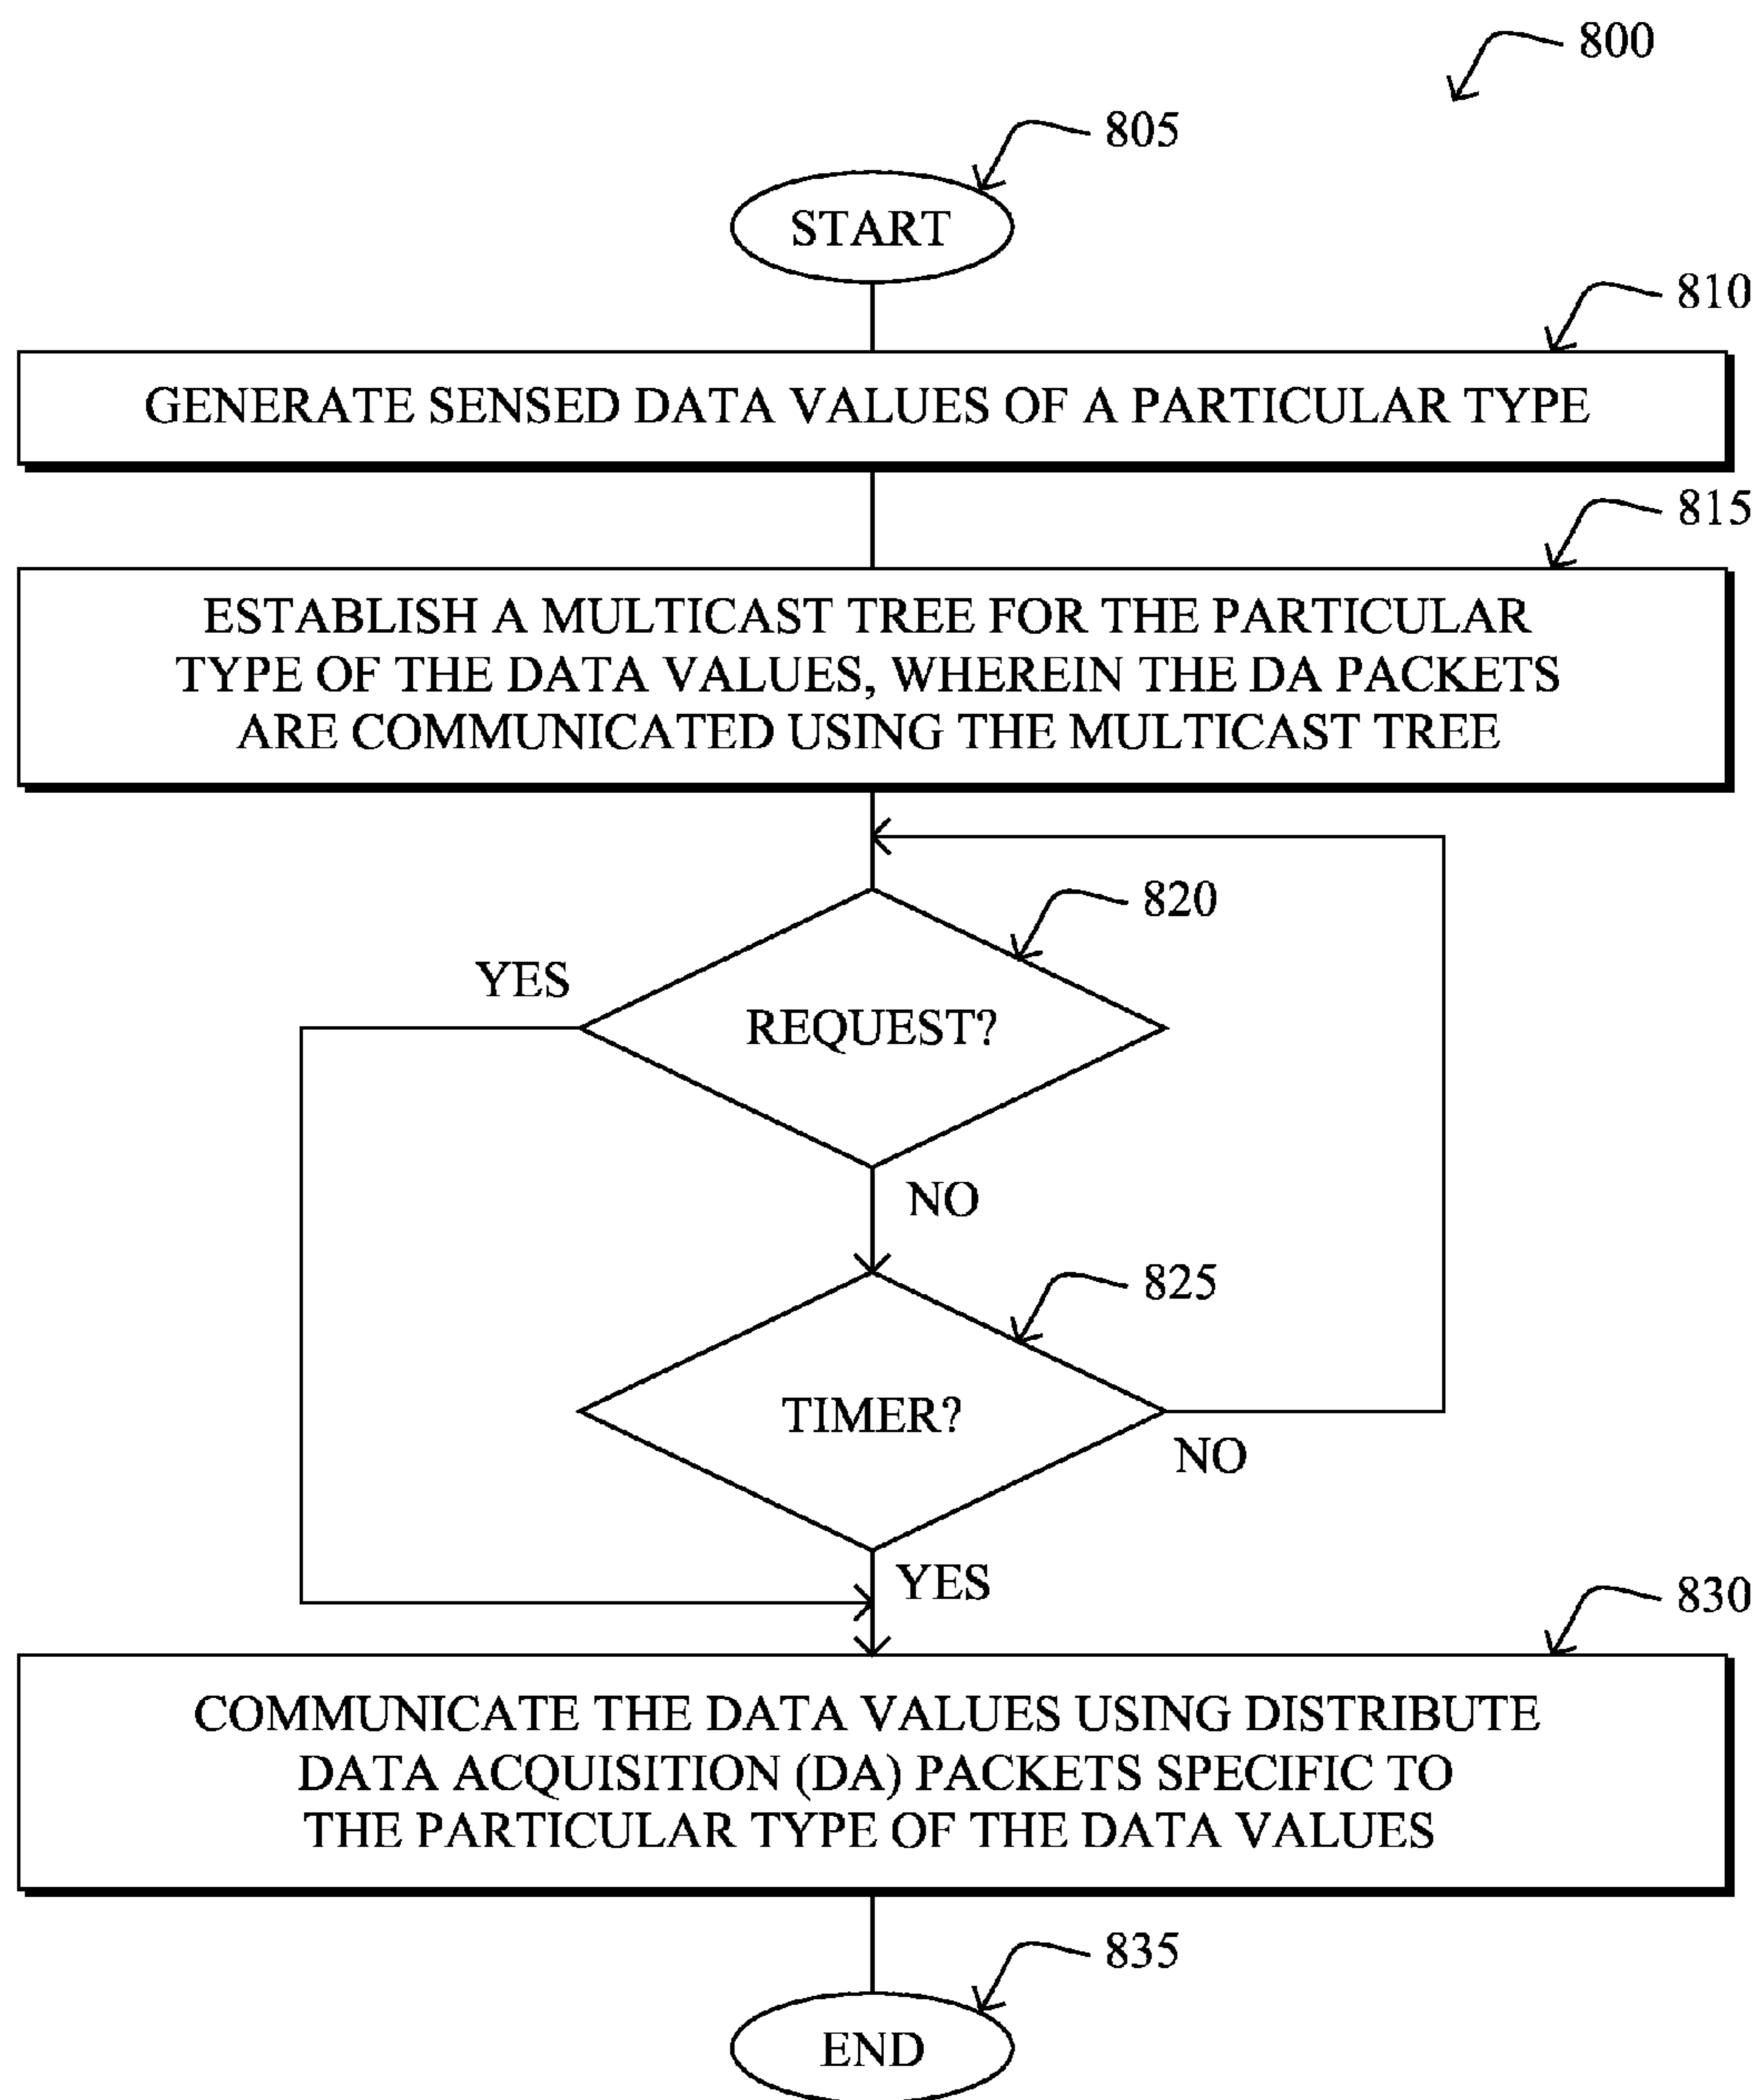 800
805
START
810
GENERATE SENSED DATA VALUES OF A PARTICULAR TYPE
815
ESTABLISH A MULTICAST TREE FOR THE PARTICULAR
TYPE OF THE DATA VALUES, WHEREIN THE DA PACKETS
ARE COMMUNICATED USING THE MULTICAST TREE
820
YES
REQUEST?
NO
825
TIMER?
NO
YES
830
COMMUNICATE THE DATA VALUES USING DISTRIBUTE
DATA ACQUISITION (DA) PACKETS SPECIFIC TO
THE PARTICULAR TYPE OF THE DATA VALUES
835
END